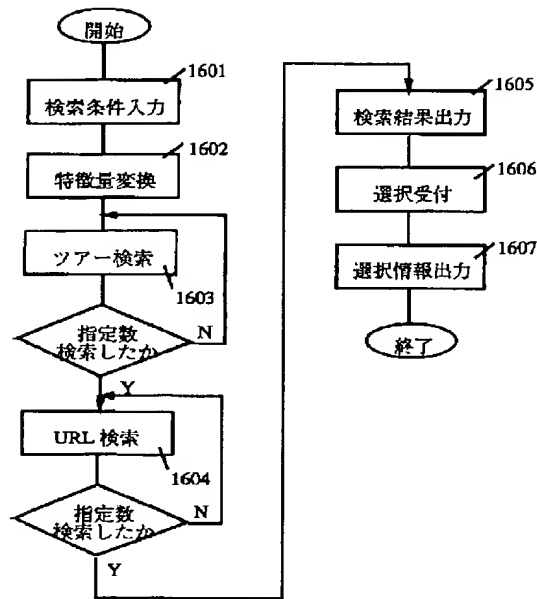 開始
1601
検索条件入力
1602
特徴量変換
ツアー検索
1603
指定数
検索したか
N
Y
URL 検索
1604
指定数
検索したか
N
Y
1605
検索結果出力
1606
選択受付
1607
選択情報出力
終了